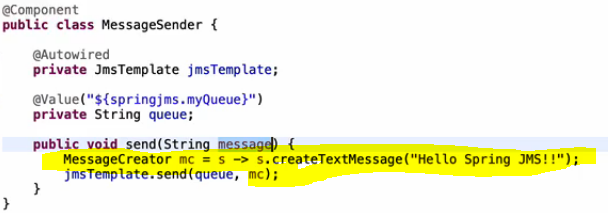 @Component
public class MessageSender {
@Autowired
private JmsTemplate jmsTemplate;
@Value("${springjms.myQueue}")
private String queue;
public void send(String message) {
MessageCreator mc = s -> s.createTextMessage("Hello Spring JMS!!");
jmsTemplate.send(queue, mc);
}
}